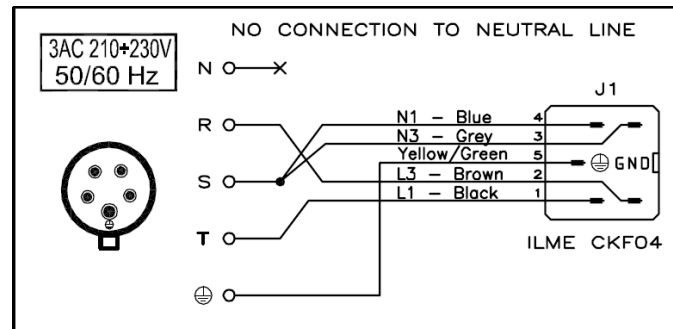 NO CONNECTION TO NEUTRAL LINE
3AC 210÷230V
50/60 Hz
N
J1
R
N1 - Blue 4
N3 - Grey 3
Yellow/Green 5
GND
S
L3 - Brown 2
L1 - Black 1
T
ILME CKF04